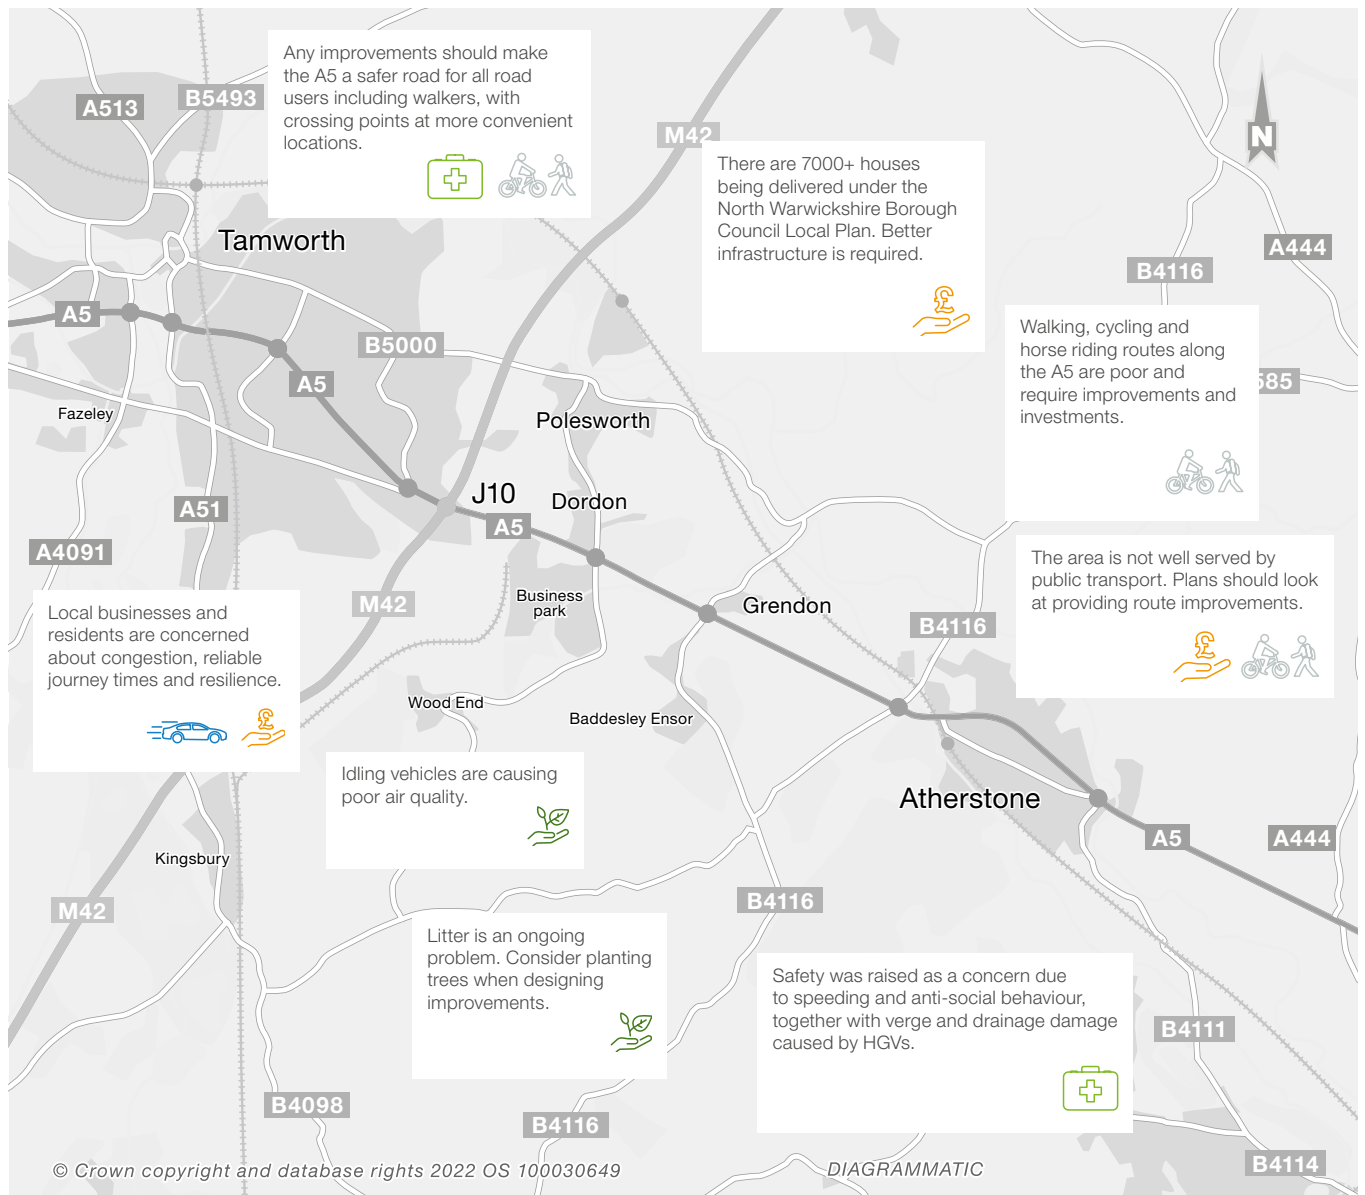 Any improvements should make
the A5 a safer road for all road
users including walkers, with
crossing points at more convenient
locations.
A513
B5493
M42
There are 7000+ houses
being delivered under the
North Warwickshire Borough
Council Local Plan. Better
infrastructure is required.
N
Tamworth
A444
B4116
A5
B5000
Walking, cycling and
horse riding routes along
the A5 are poor and
require improvements and
investments.
A5
585
Fazeley
Polesworth
J10
Dordon
A51
A5
A4091
The area is not well served by
public transport. Plans should look
at providing route improvements.
Business
park
M42
Grendon
B4116
Local businesses and
residents are concerned
about congestion, reliable
journey times and resilience.
Wood End
Baddesley Ensor
Idling vehicles are causing
poor air quality.
Atherstone
A5
A444
Kingsbury
B4116
M42
Litter is an ongoing
problem. Consider planting
trees when designing
improvements.
Safety was raised as a concern due
to speeding and anti-social behaviour,
together with verge and drainage damage
caused by HGVs.
B4111
B4098
B4116
B4114
© Crown copyright and database rights 2022 OS 100030649
DIAGRAMMATIC